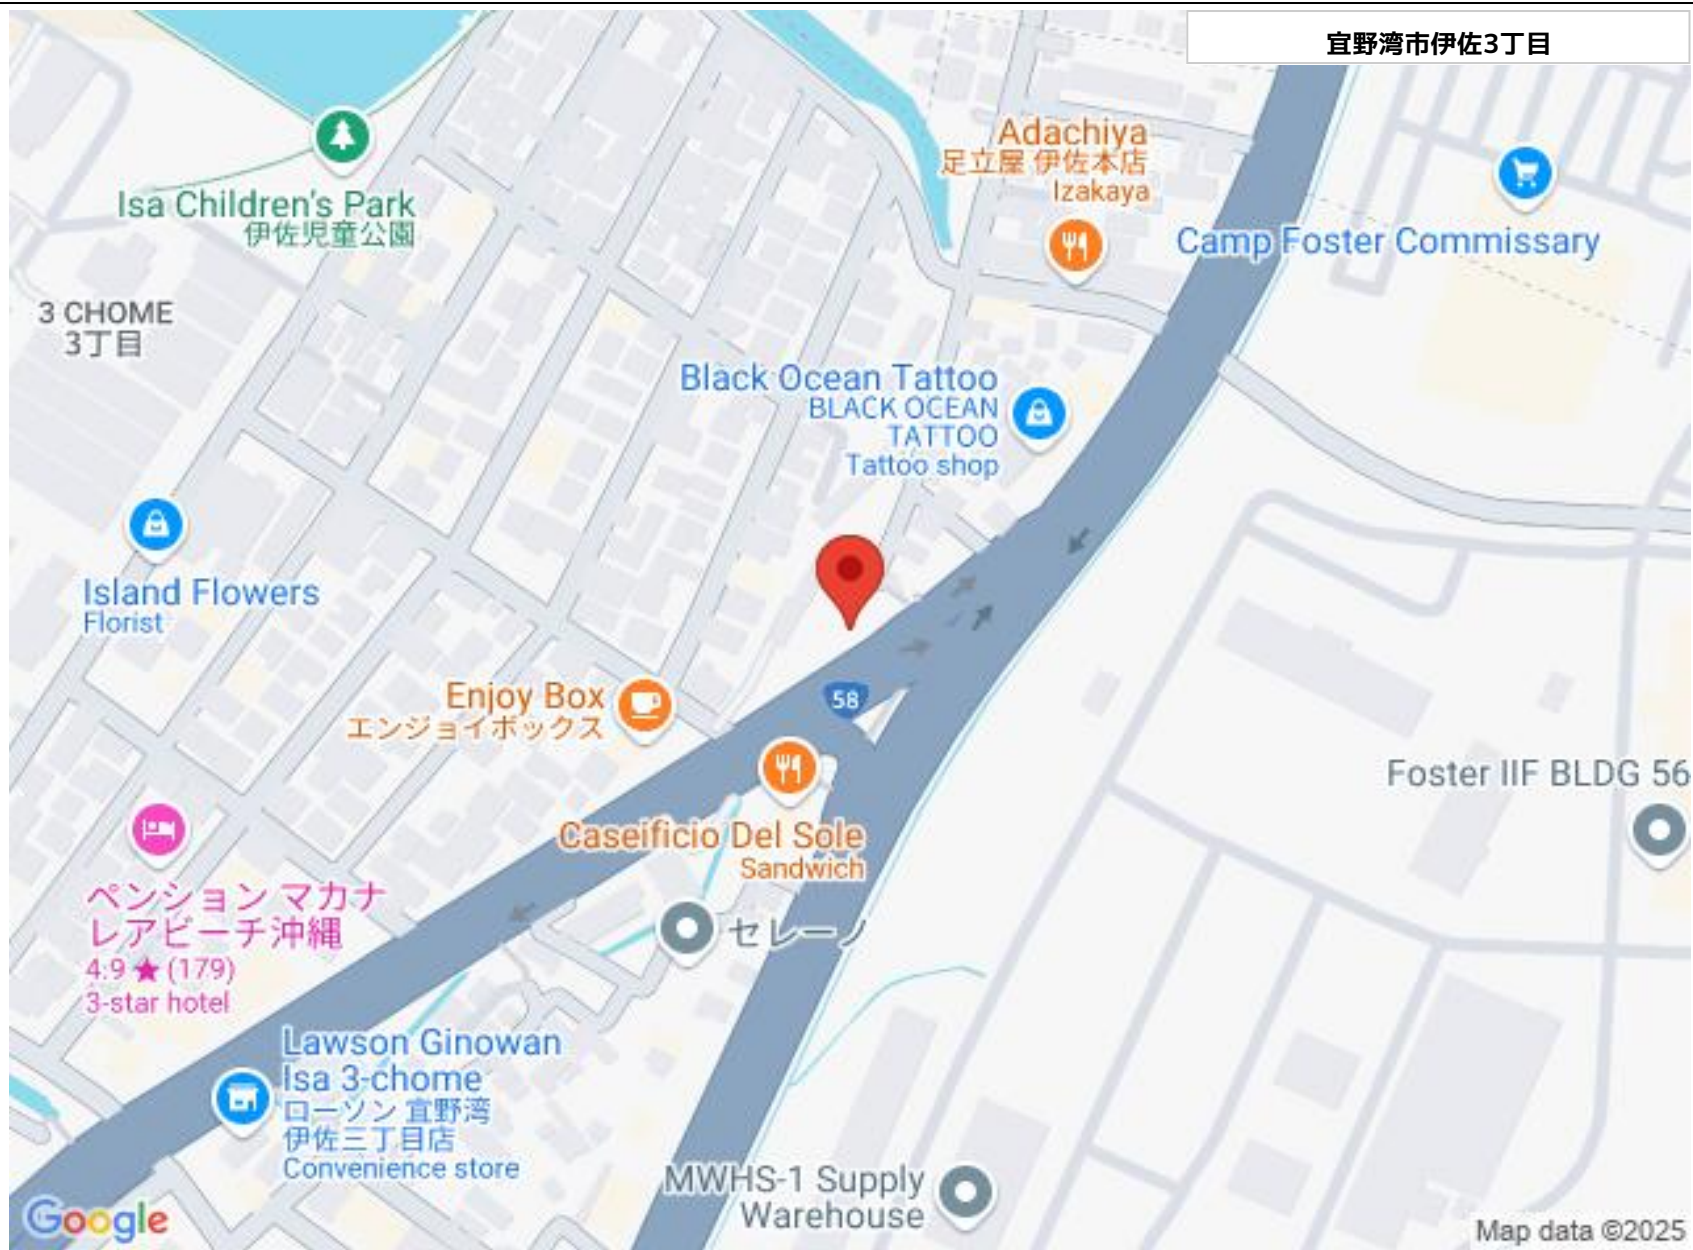 宜野湾市伊佐3丁目
Adachiya
足立屋 伊佐本店
Izakaya
Isa Children's Park
伊佐児童公園
Camp Foster Commissary
3 CHOME
3丁目
Black Ocean Tattoo
BLACK OCEAN
TATTOO
Tattoo shop
Island Flowers
Florist
Enjoy Box
エンジョイボックス
58
Foster IIF BLDG 56
Caseificio Del Sole
Sandwich
ペンション マカナ
レアビーチ沖縄
4.9 ★ (179)
3-star hotel
セレーノ
Lawson Ginowan
Isa 3-chome
ローソン 宜野湾
伊佐三丁目店
Convenience store
MWHS-1 Supply
Warehouse
Google
Map data ©2025